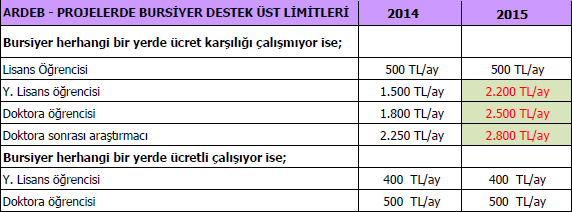 ARDEB - PROJELERDE BURSİYER DESTEK ÜST LİMİTLERİ 2014 2015
Bursiyer herhangi bir yerde ücret karşılığı çalışmıyor ise;
Lisans Öğrencisi 500 TL/ay 500 TL/ay
Y. Lisans öğrencisi 1.500 TL/ay 2.200 TL/ay
Doktora öğrencisi 1.800 TL/ay 2.500 TL/ay
Doktora sonrası araştırmacı 2.250 TL/ay 2.800 TL/ay
Bursiyer herhangi bir yerde ücretli çalışıyor ise;
Y. Lisans öğrencisi 400 TL/ay 400 TL/ay
Doktora öğrencisi 500 TL/ay 500 TL/ay